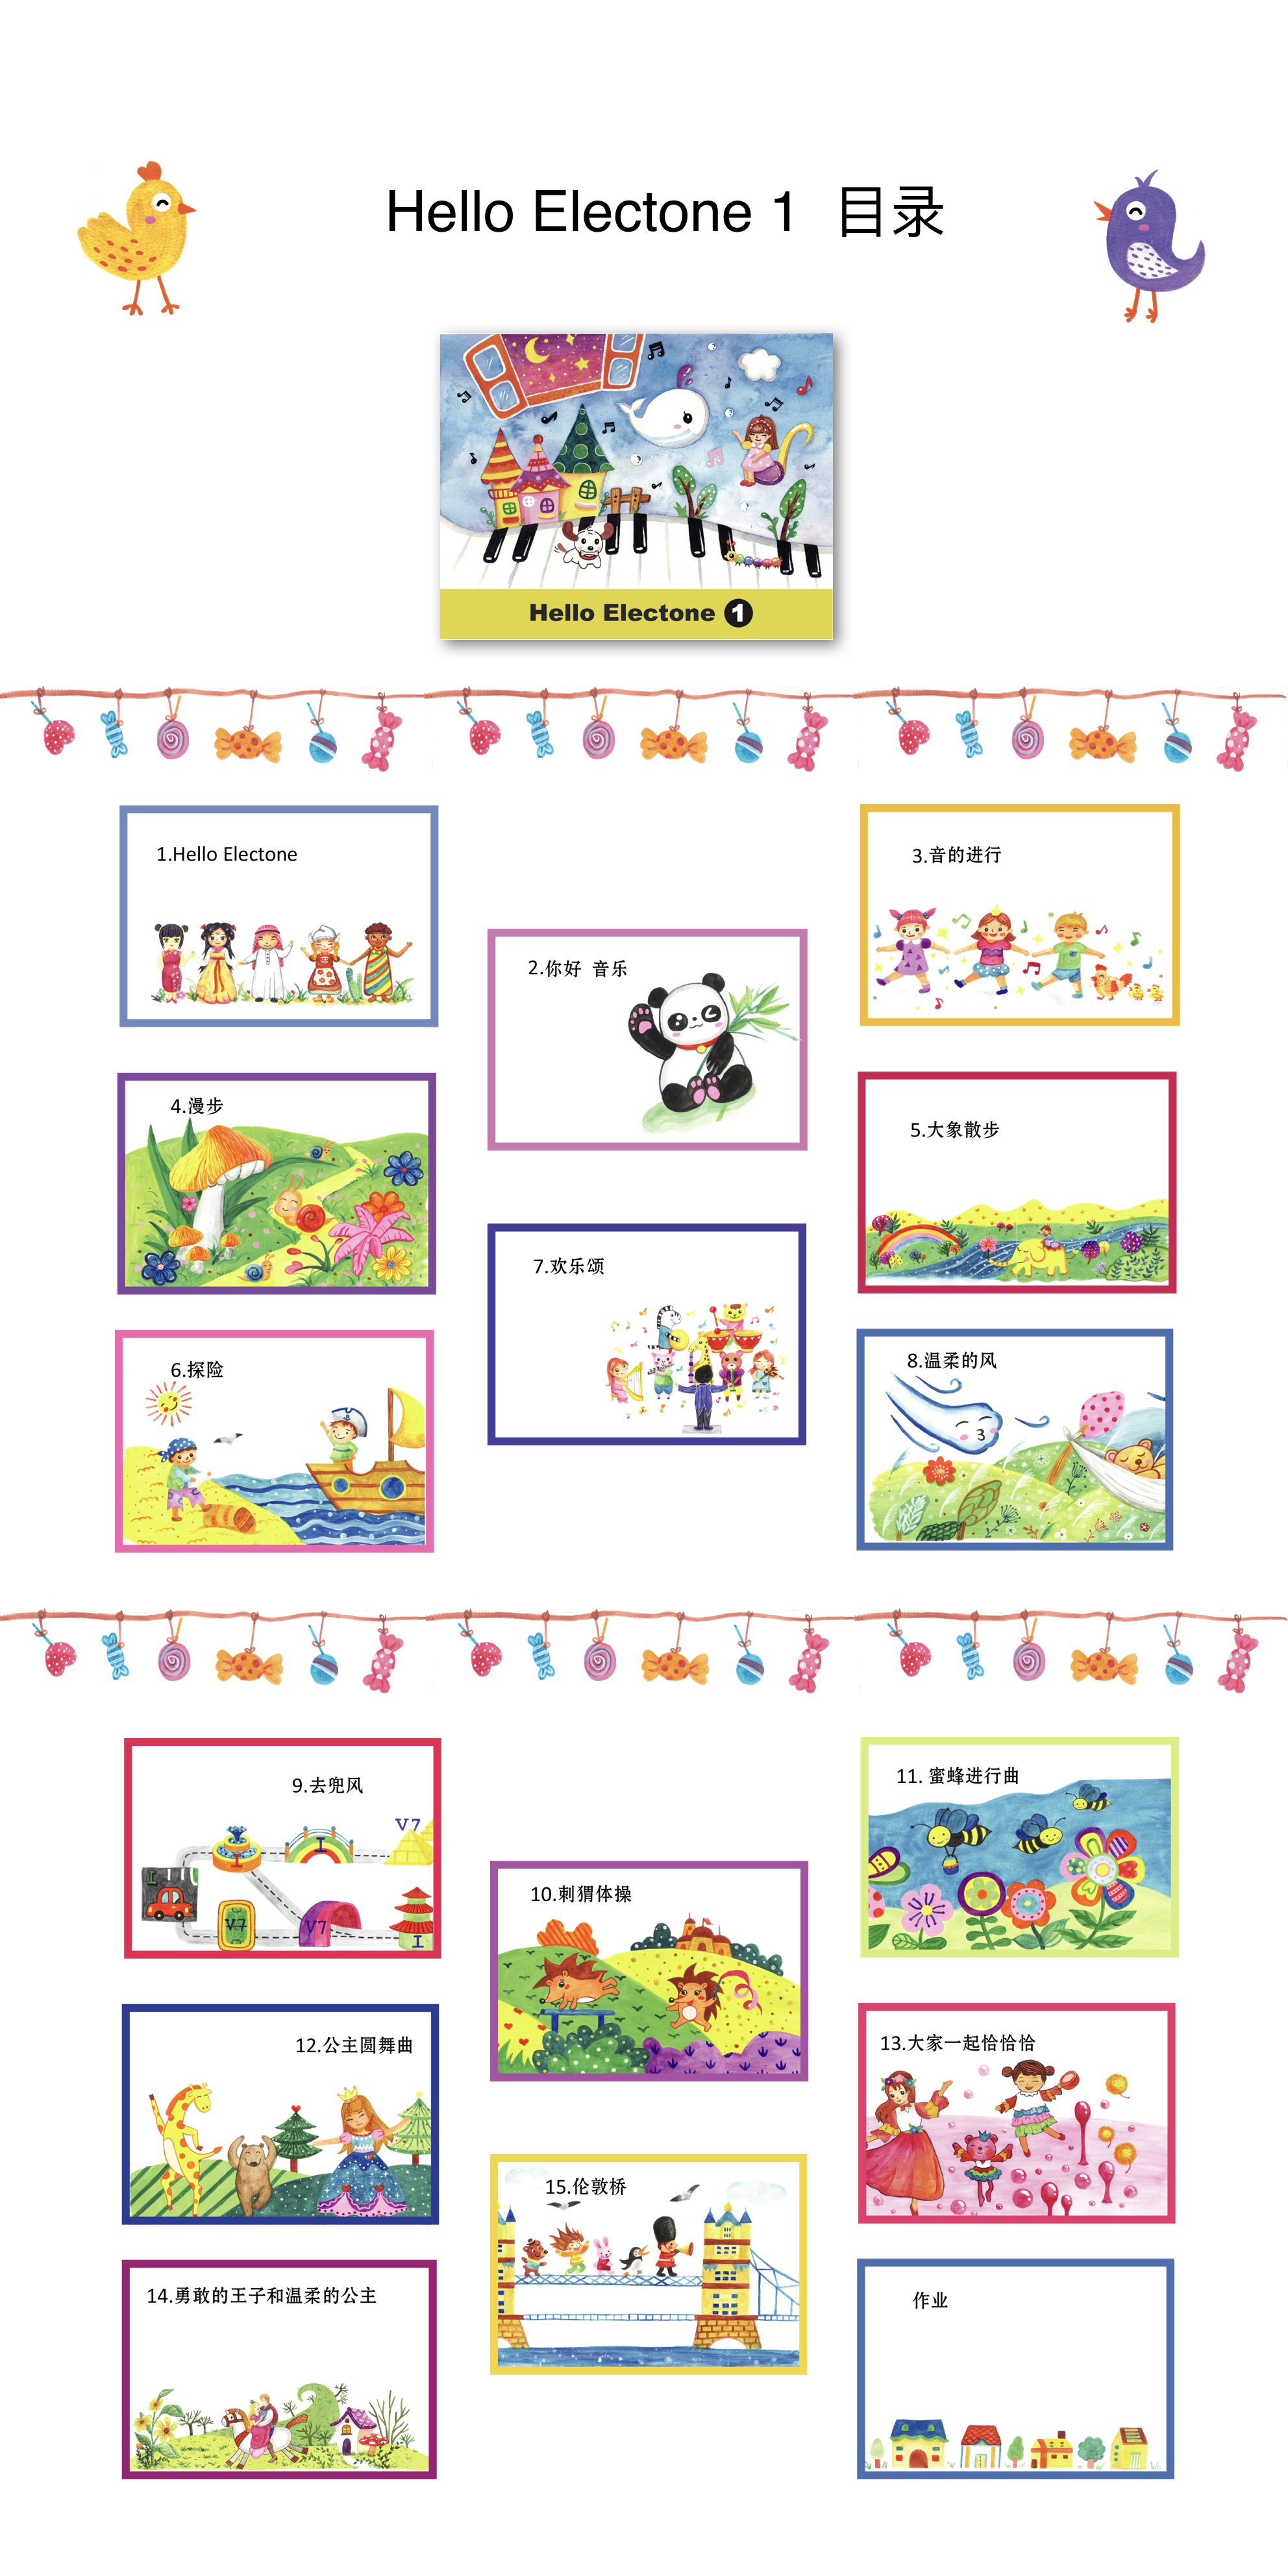 Hello Electone 1 目录
Hello Electone 1
1.Hello Electone
2.你好 音乐
3.音的进行
4.漫步
5.大象散步
6.探险
7.欢乐颂
8.温柔的风
9.去兜风
I
I
V7
I
V7
V7
I
10.刺猬体操
11. 蜜蜂进行曲
12.公主圆舞曲
13.大家一起恰恰恰
14.勇敢的王子和温柔的公主
15.伦敦桥
作业